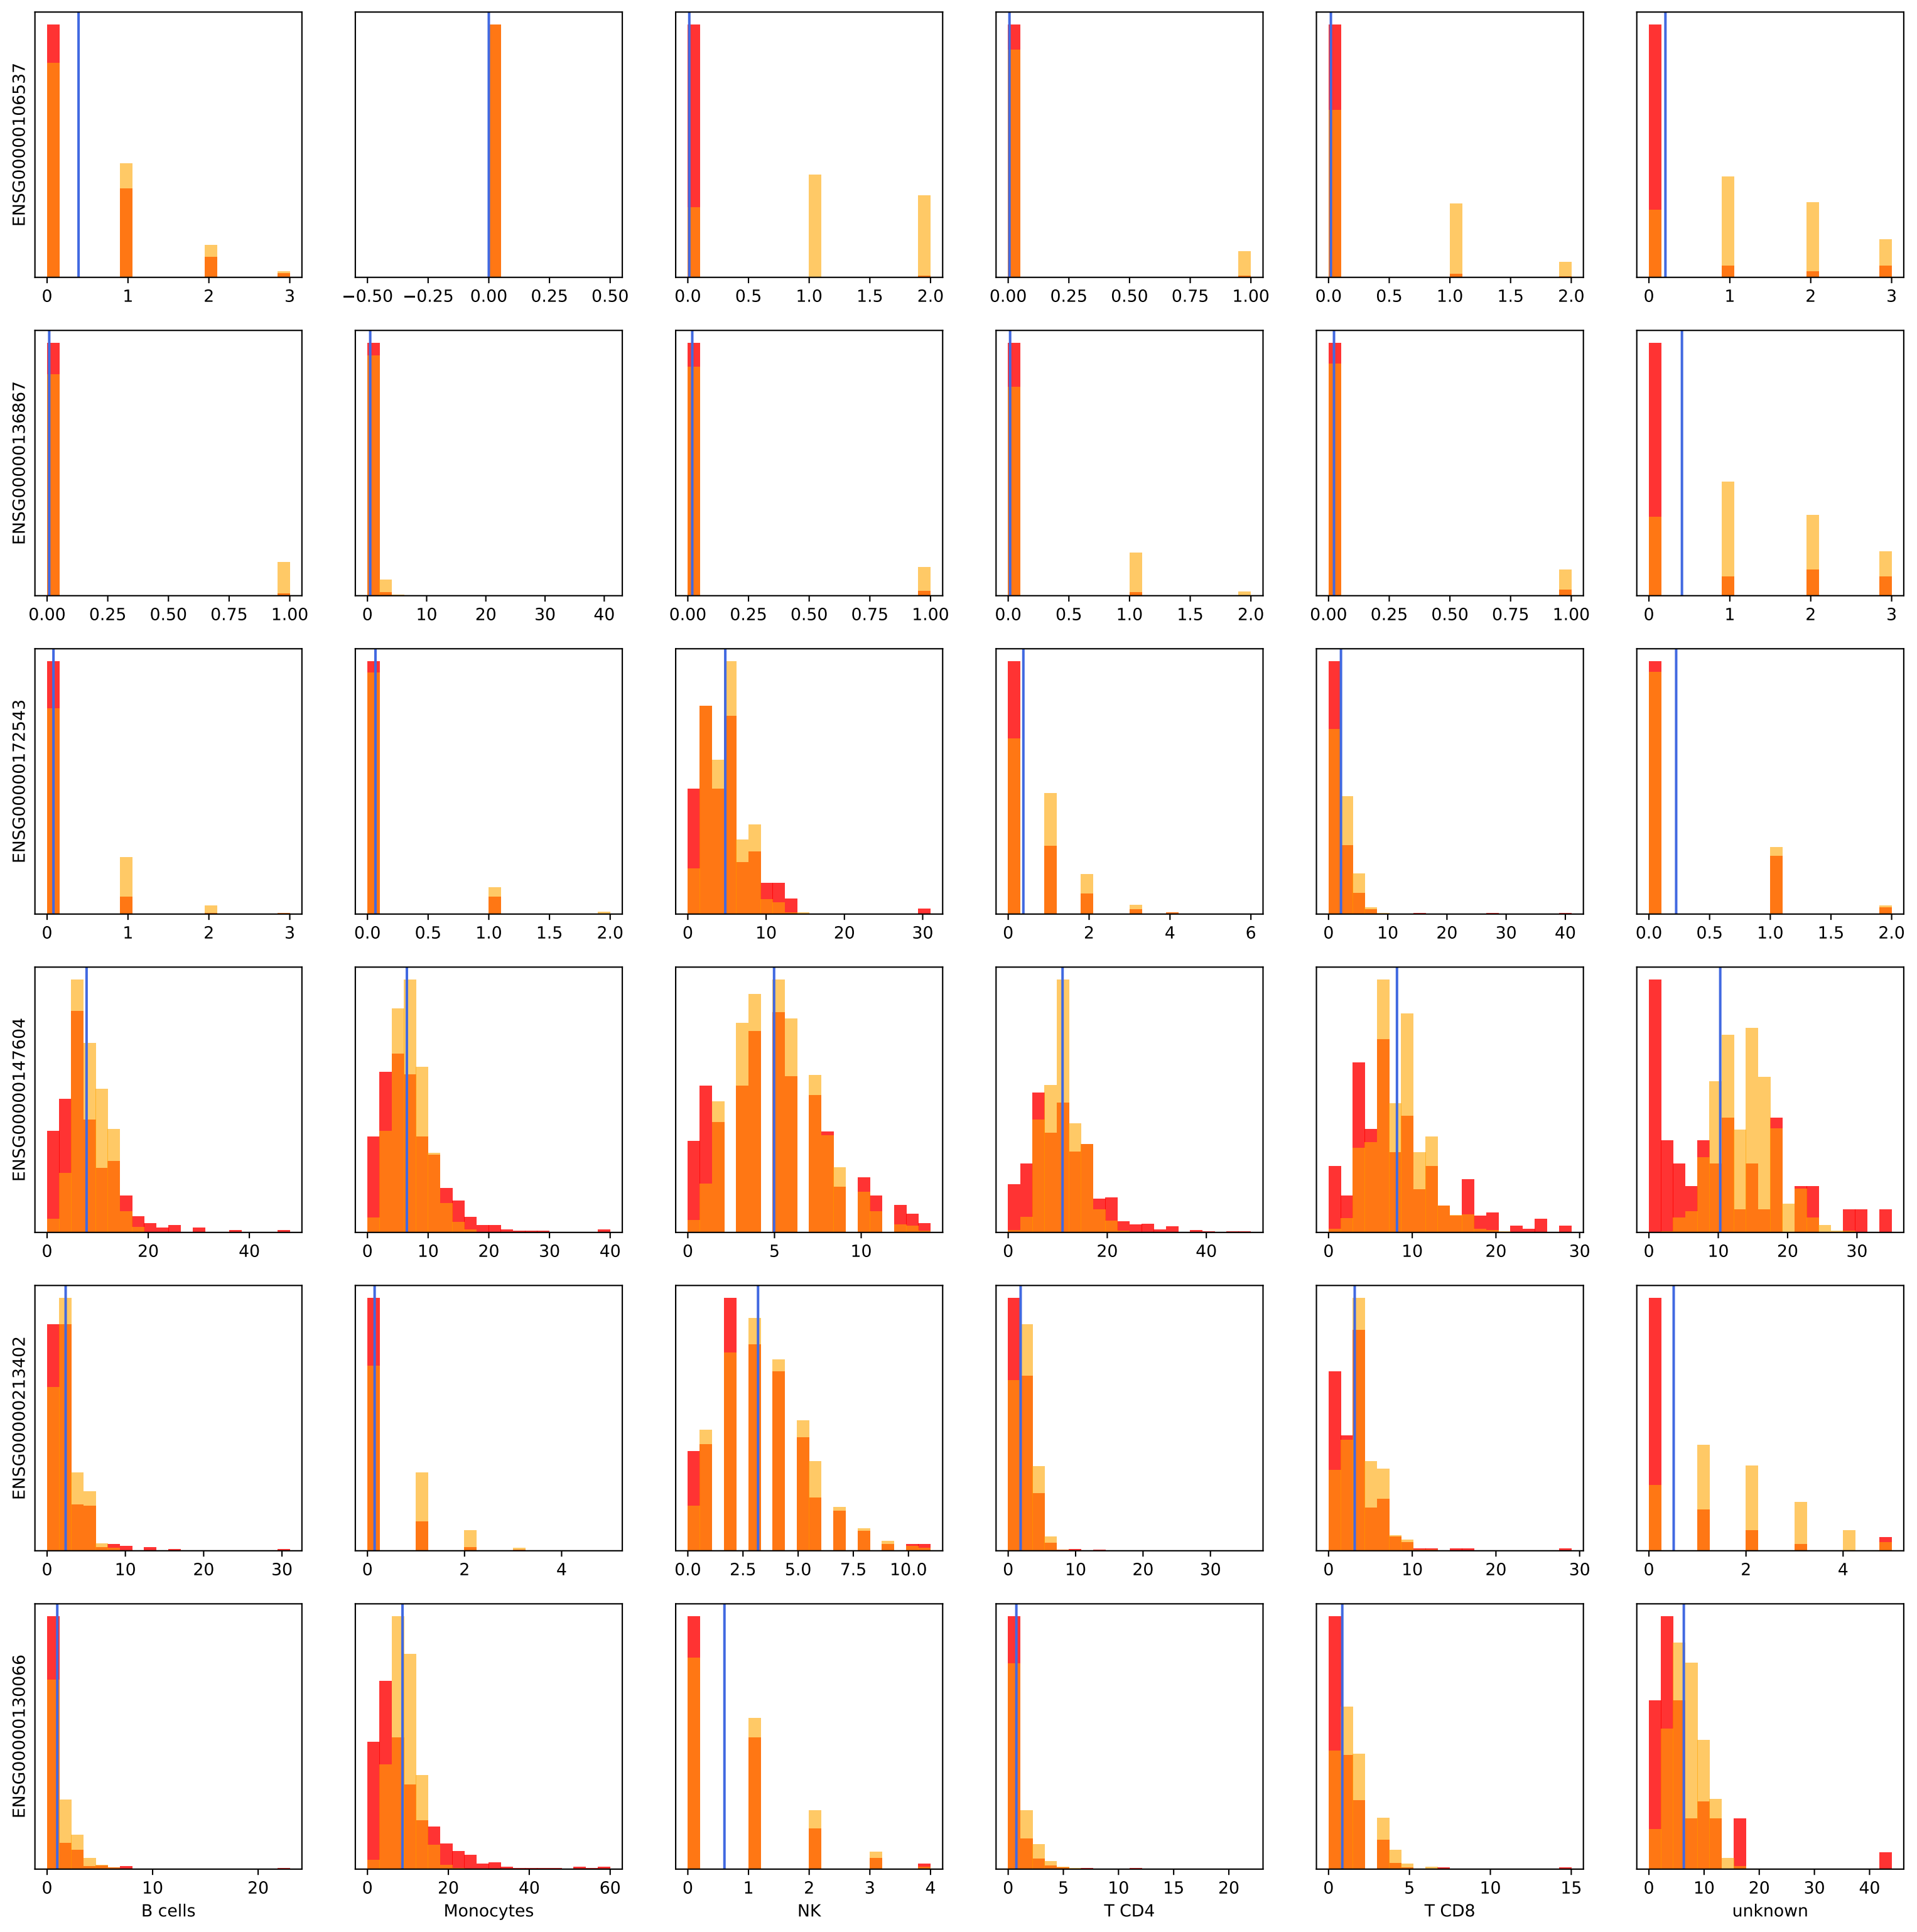 ENSG00000106537
0 1 2 3
−0.50 −0.25 0.00 0.25 0.50
0.0 0.5 1.0 1.5 2.0
0.00 0.25 0.50 0.75 1.00
0.0 0.5 1.0 1.5 2.0
0 1 2 3
ENSG00000136867
0.00 0.25 0.50 0.75 1.00
0 10 20 30 40
0.00 0.25 0.50 0.75 1.00
0.0 0.5 1.0 1.5 2.0
0.00 0.25 0.50 0.75 1.00
0 1 2 3
ENSG00000172543
0 1 2 3
0.0 0.5 1.0 1.5 2.0
0 10 20 30
0 2 4 6
0 10 20 30 40
0.0 0.5 1.0 1.5 2.0
ENSG00000147604
0 20 40
0 10 20 30 40
0 5 10
0 20 40
0 10 20 30
0 10 20 30
ENSG00000213402
0 10 20 30
0 2 4
0.0 2.5 5.0 7.5 10.0
0 10 20 30
0 10 20 30
0 2 4
ENSG00000130066
0 10 20
0 20 40 60
0 1 2 3 4
0 5 10 15 20
0 5 10 15
0 10 20 30 40
B cells
Monocytes
NK
T CD4
T CD8
unknown